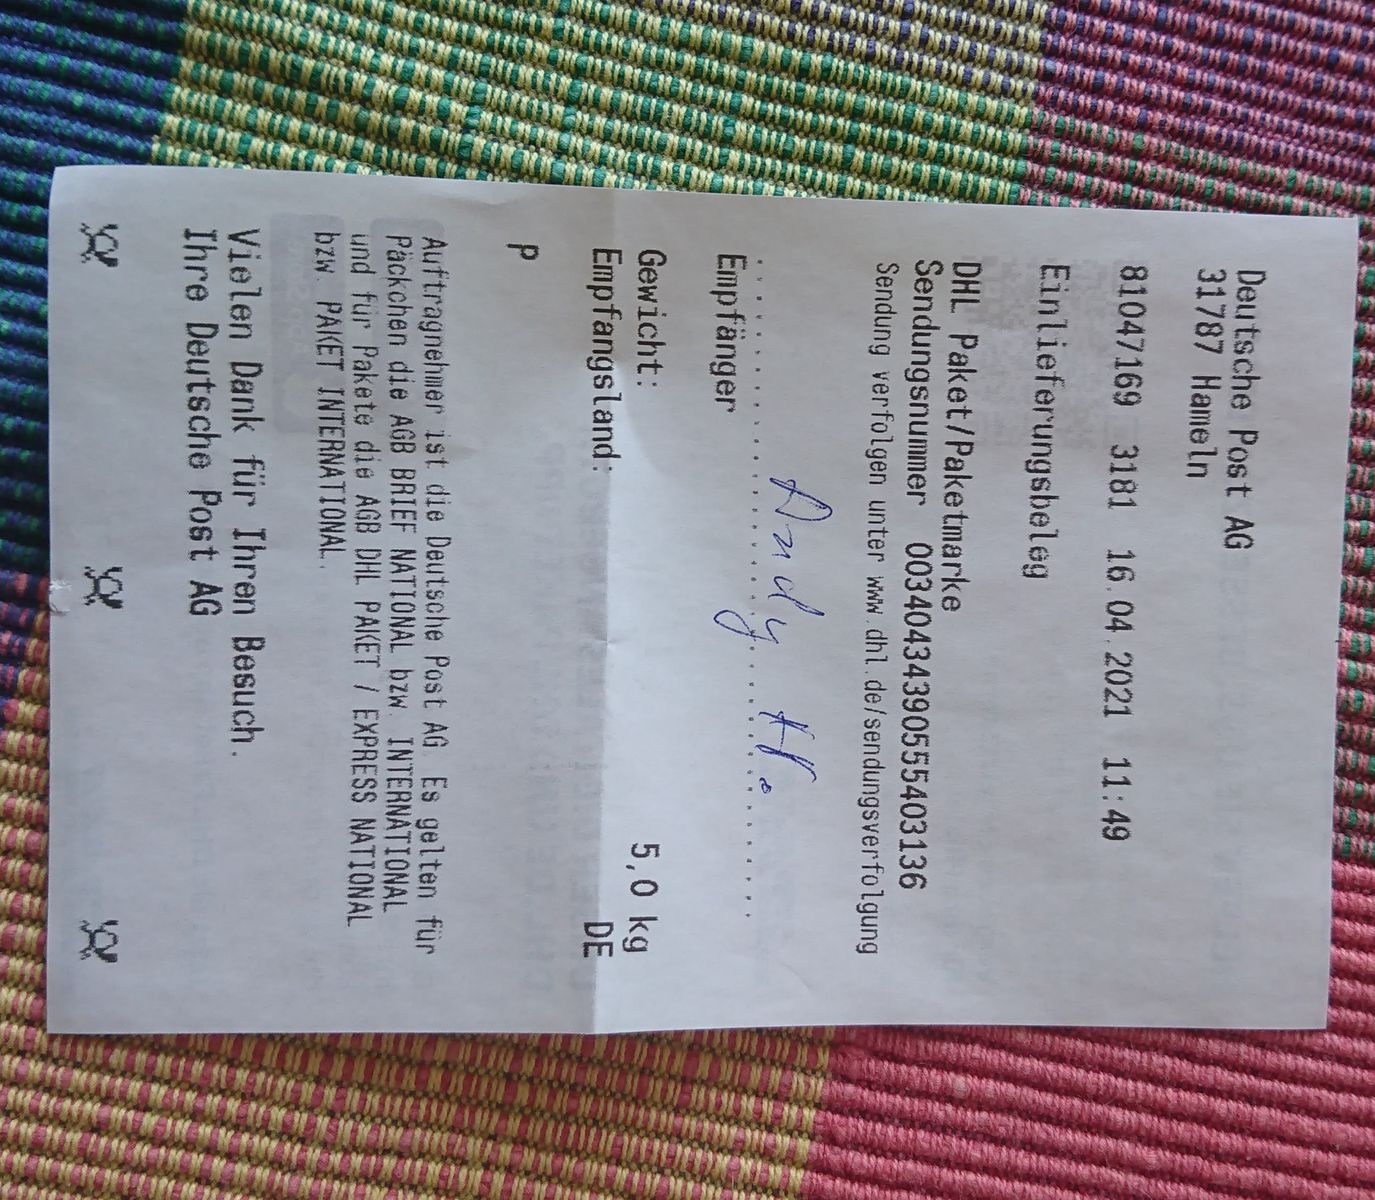 Deutsche Post AG
31787 Hameln
81047169 3181 16.04.2021 11:49
Einlieferungsbeleg
DHL Paket/Paketmarke
Sendungsnummer 00340434390555403136
Sendung verfolgen unter www.dhl.de/sendungsverfolgung
Andy H.
Empfänger
Gewicht: 5,0 kg
Empfangsland: DE
P
Auftragnehmer ist die Deutsche Post AG. Es gelten für
Päckchen die AGB BRIEF NATIONAL bzw. INTERNATIONAL
und für Pakete die AGB DHL PAKET / EXPRESS NATIONAL
bzw. PAKET INTERNATIONAL.
Vielen Dank für Ihren Besuch.
Ihre Deutsche Post AG